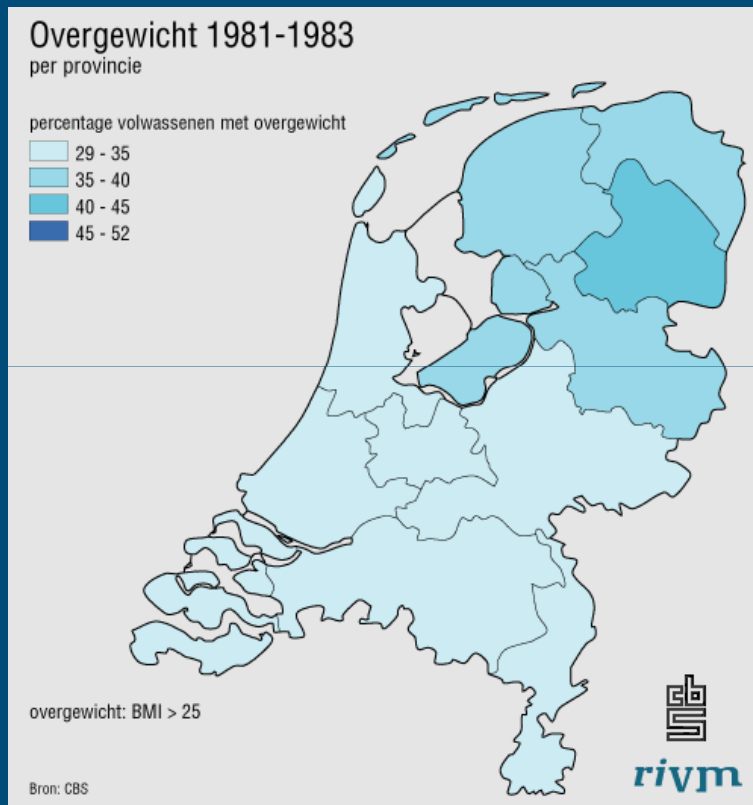 Overgewicht 1981-1983
per provincie
percentage volwassenen met overgewicht
29 - 35
35 - 40
40 - 45
45 - 52
overgewicht: BMI > 25
Bron: CBS
cbs
rivm